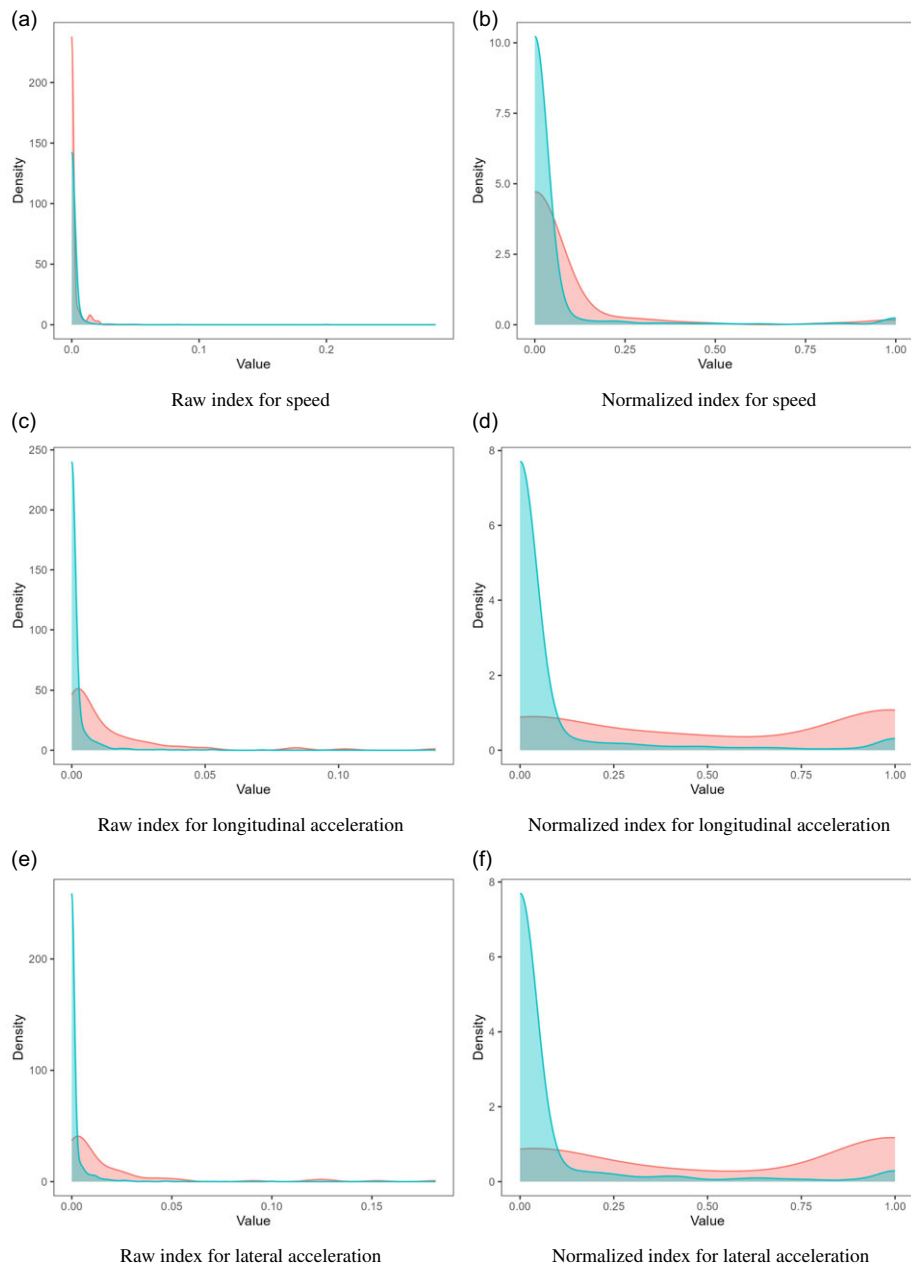 (a)
200
150
100
50
0
Density
0.0
0.1
0.2
Value
Raw index for speed
(b)
10.0
7.5
5.0
2.5
0.0
Density
0.00
0.25
0.50
0.75
1.00
Value
Normalized index for speed
(c)
250
200
150
100
50
0
Density
0.00
0.05
0.10
Value
Raw index for longitudinal acceleration
(d)
8
6
4
2
0
Density
0.00
0.25
0.50
0.75
1.00
Value
Normalized index for longitudinal acceleration
(e)
200
100
0
Density
0.00
0.05
0.10
0.15
Value
Raw index for lateral acceleration
(f)
8
6
4
2
0
Density
0.00
0.25
0.50
0.75
1.00
Value
Normalized index for lateral acceleration